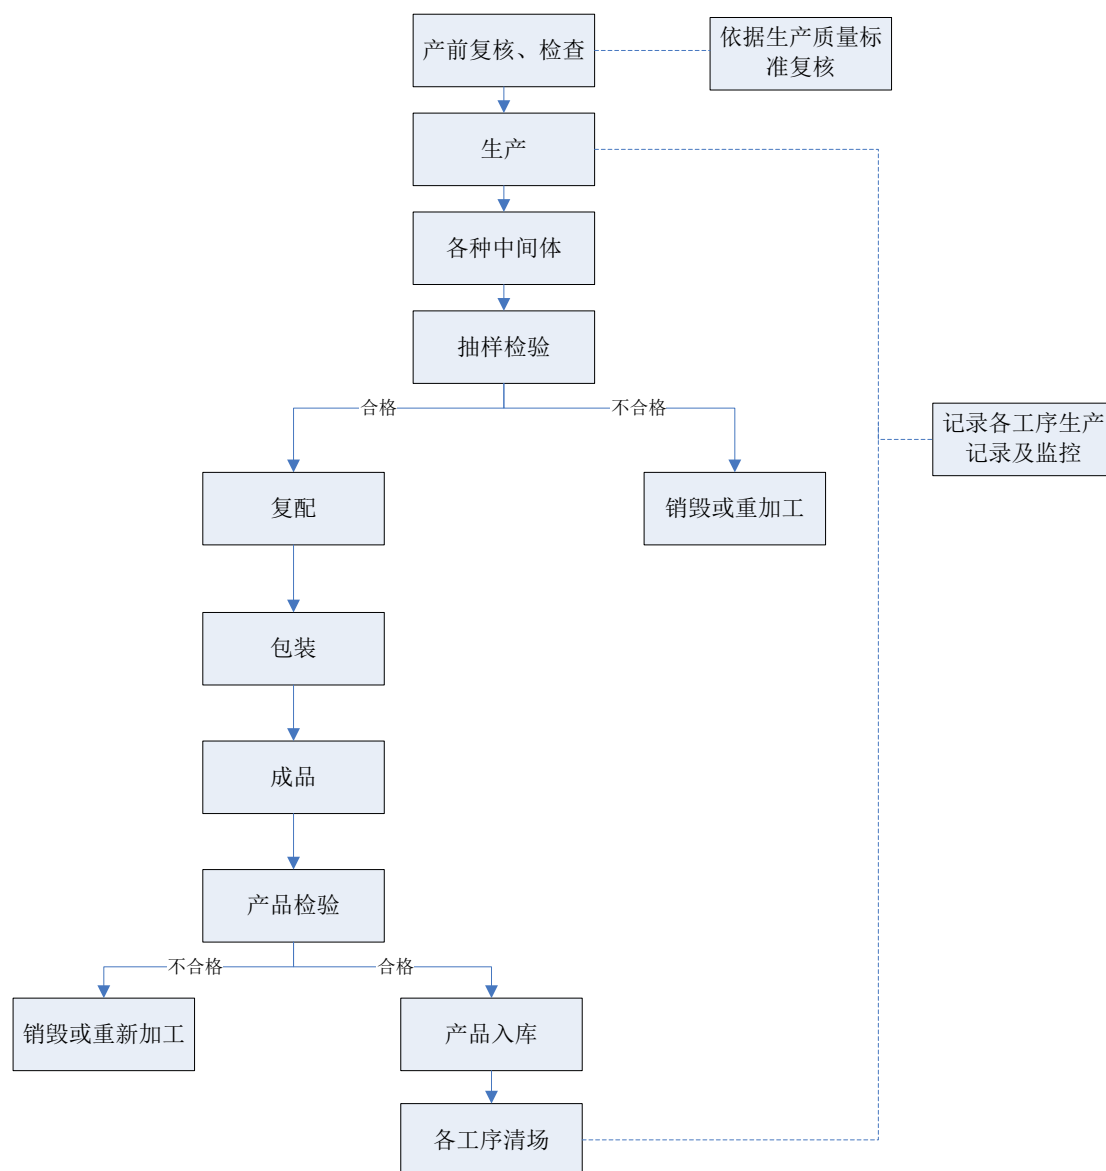 产前复核、检查
依据生产质量标
准复核
生产
各种中间体
抽样检验
合格
不合格
记录各工序生产
记录及监控
复配
销毁或重加工
包装
成品
产品检验
不合格
合格
销毁或重新加工
产品入库
各工序清场